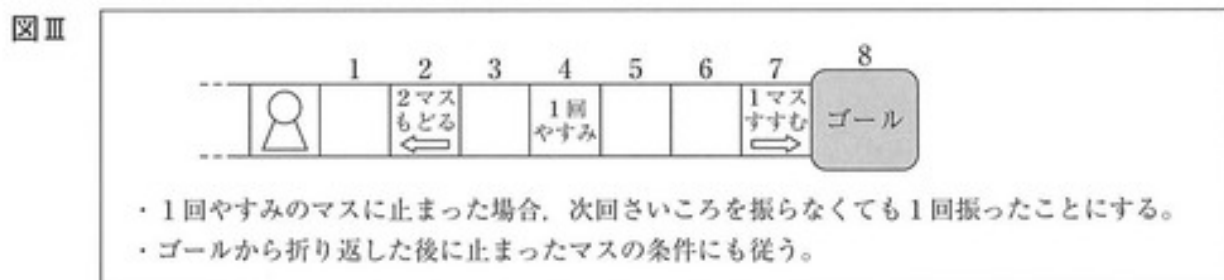 図Ⅲ
1 2 3 4 5 6 7 8
2マス
もどる
1回
やすみ
1マス
すすむ
ゴール
・1回やすみのマスに止まった場合,次回さいころを振らなくても1回振ったことにする。
・ゴールから折り返した後に止まったマスの条件にも従う。